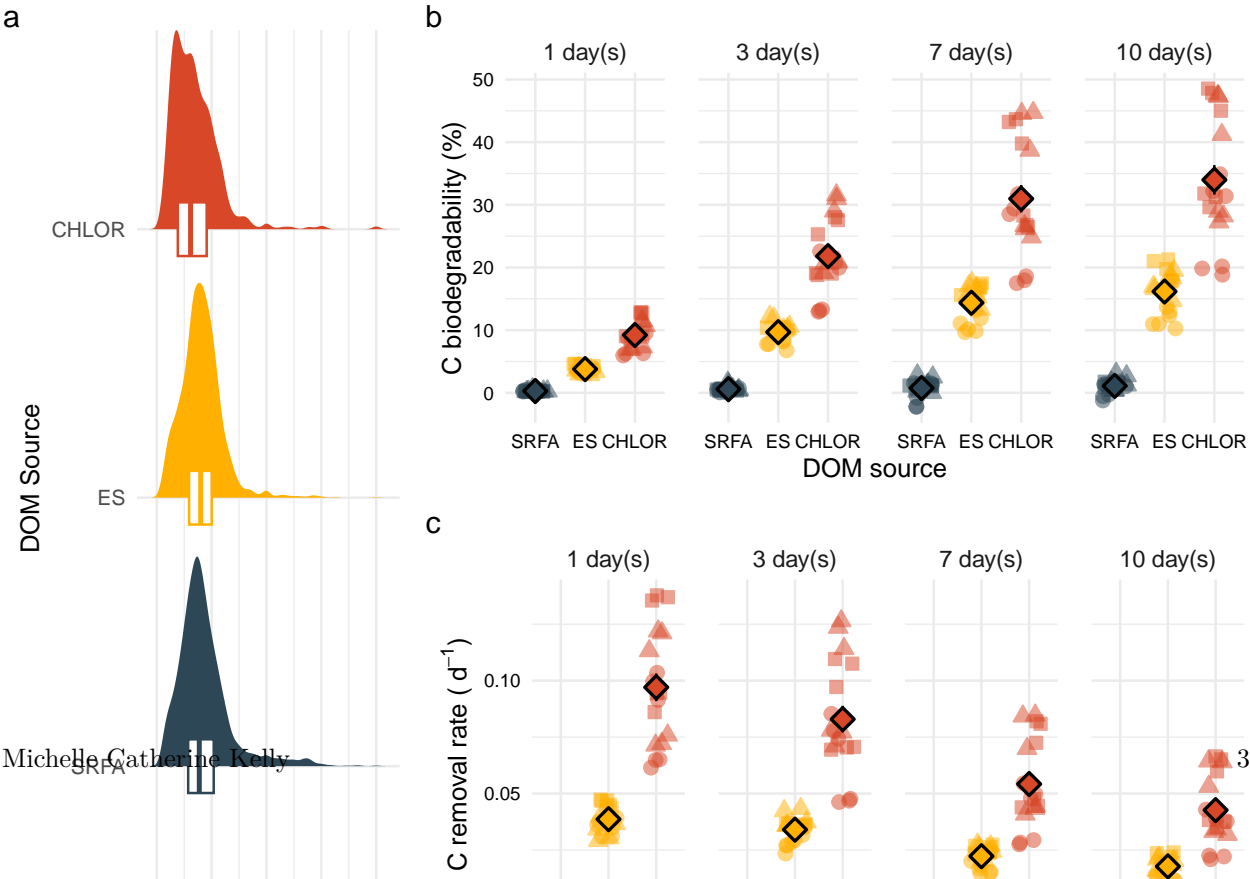 a
CHLOR
ES
SRFA
DOM Source
b
1 day(s) 3 day(s) 7 day(s) 10 day(s)
C biodegradability (%)
50
40
30
20
10
0
SRFA ES CHLOR SRFA ES CHLOR SRFA ES CHLOR SRFA ES CHLOR
DOM source
c
1 day(s) 3 day(s) 7 day(s) 10 day(s)
C removal rate ( d⁻¹)
0.10
0.05
Michelle Catherine Kelly 3